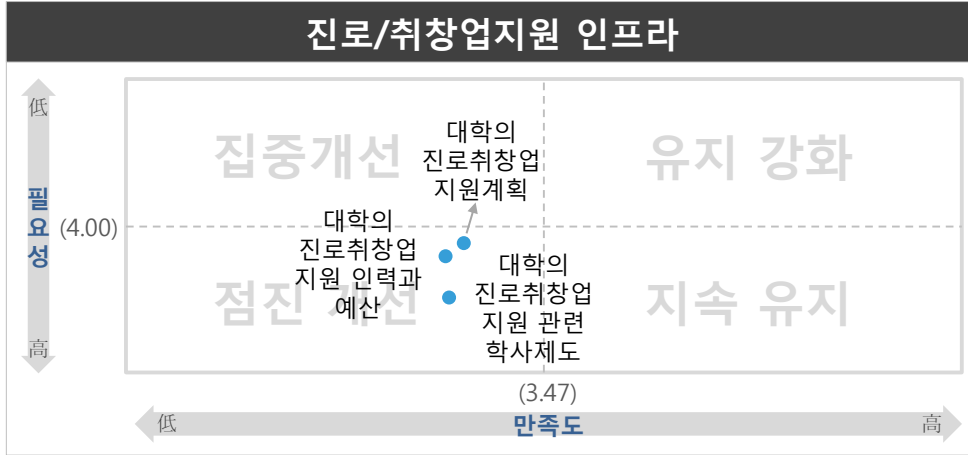 진로/취창업지원 인프라
低
필
요
성
高
(4.00)
집중개선
유지 강화
점진 개선
지속 유지
대학의
진로취창업
지원계획
대학의
진로취창업
지원 인력과
예산
대학의
진로취창업
지원 관련
학사제도
(3.47)
低
만족도
高